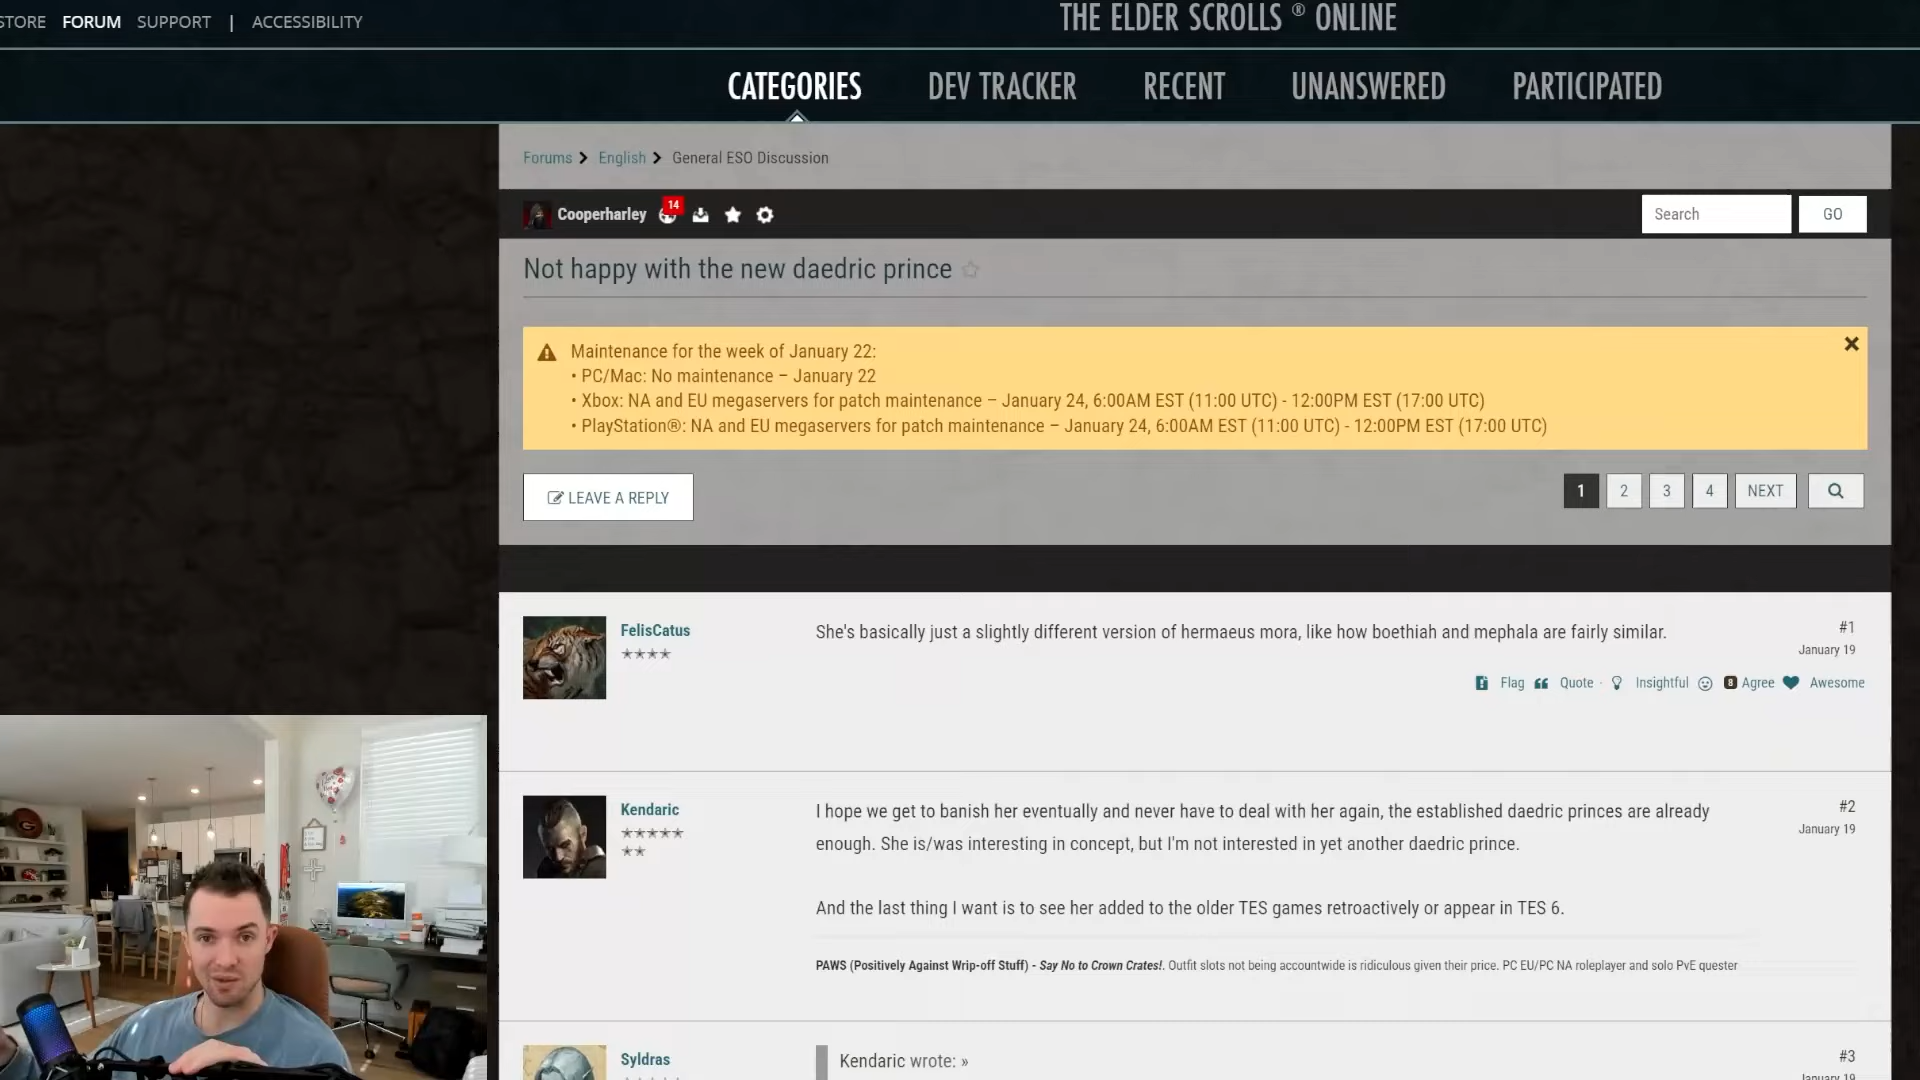 STORE FORUM SUPPORT | ACCESSIBILITY
THE ELDER SCROLLS ® ONLINE
CATEGORIES DEV TRACKER RECENT UNANSWERED PARTICIPATED
Forums English General ESO Discussion
Cooperharley 14
Search GO
Not happy with the new daedric prince
Maintenance for the week of January 22:
• PC/Mac: No maintenance – January 22
• Xbox: NA and EU megaservers for patch maintenance – January 24, 6:00AM EST (11:00 UTC) - 12:00PM EST (17:00 UTC)
• PlayStation®: NA and EU megaservers for patch maintenance – January 24, 6:00AM EST (11:00 UTC) - 12:00PM EST (17:00 UTC)
LEAVE A REPLY
1 2 3 4 NEXT
FelisCatus
She's basically just a slightly different version of hermaeus mora, like how boethiah and mephala are fairly similar.
#1
January 19
Flag Quote · Insightful 8 Agree Awesome
Kendaric
I hope we get to banish her eventually and never have to deal with her again, the established daedric princes are already
enough. She is/was interesting in concept, but I'm not interested in yet another daedric prince.
And the last thing I want is to see her added to the older TES games retroactively or appear in TES 6.
PAWS (Positively Against Wrip-off Stuff) - Say No to Crown Crates!. Outfit slots not being accountwide is ridiculous given their price. PC EU/PC NA roleplayer and solo PvE quester
#2
January 19
Syldras
Kendaric wrote: »
#3
January 19